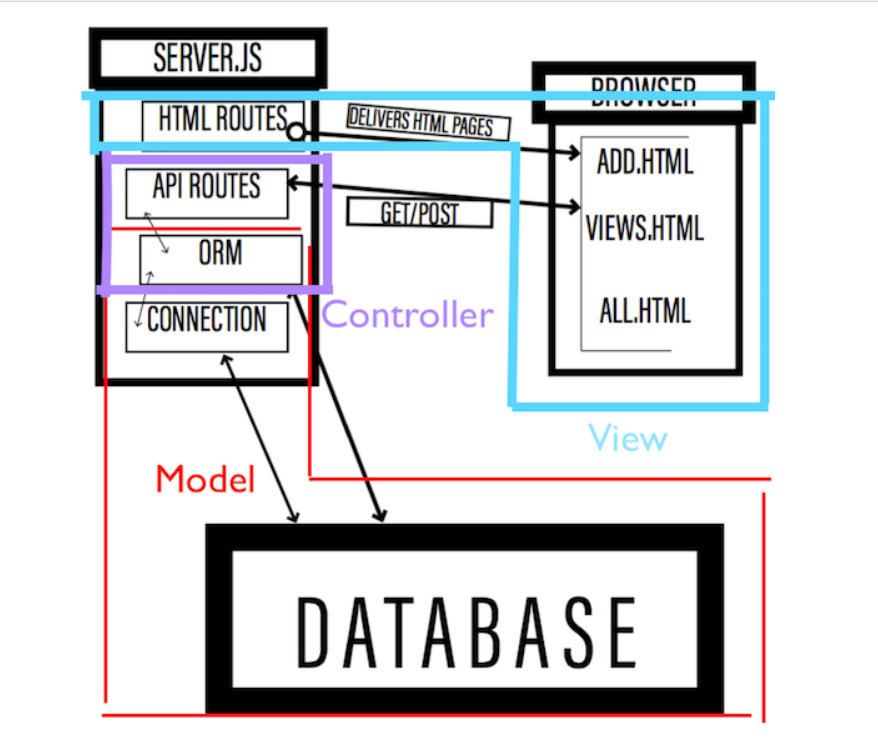 SERVER.JS
BROWSER
HTML ROUTES
DELIVERS HTML PAGES
ADD.HTML
API ROUTES
GET/POST
VIEWS.HTML
ORM
CONNECTION
Controller
ALL.HTML
View
Model
DATABASE